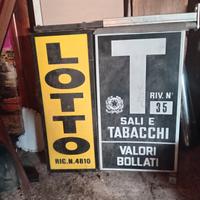 LOTTO
RIC. N. 4810
T
RIV. N°
35
SALI E
TABACCHI
VALORI
BOLLATI